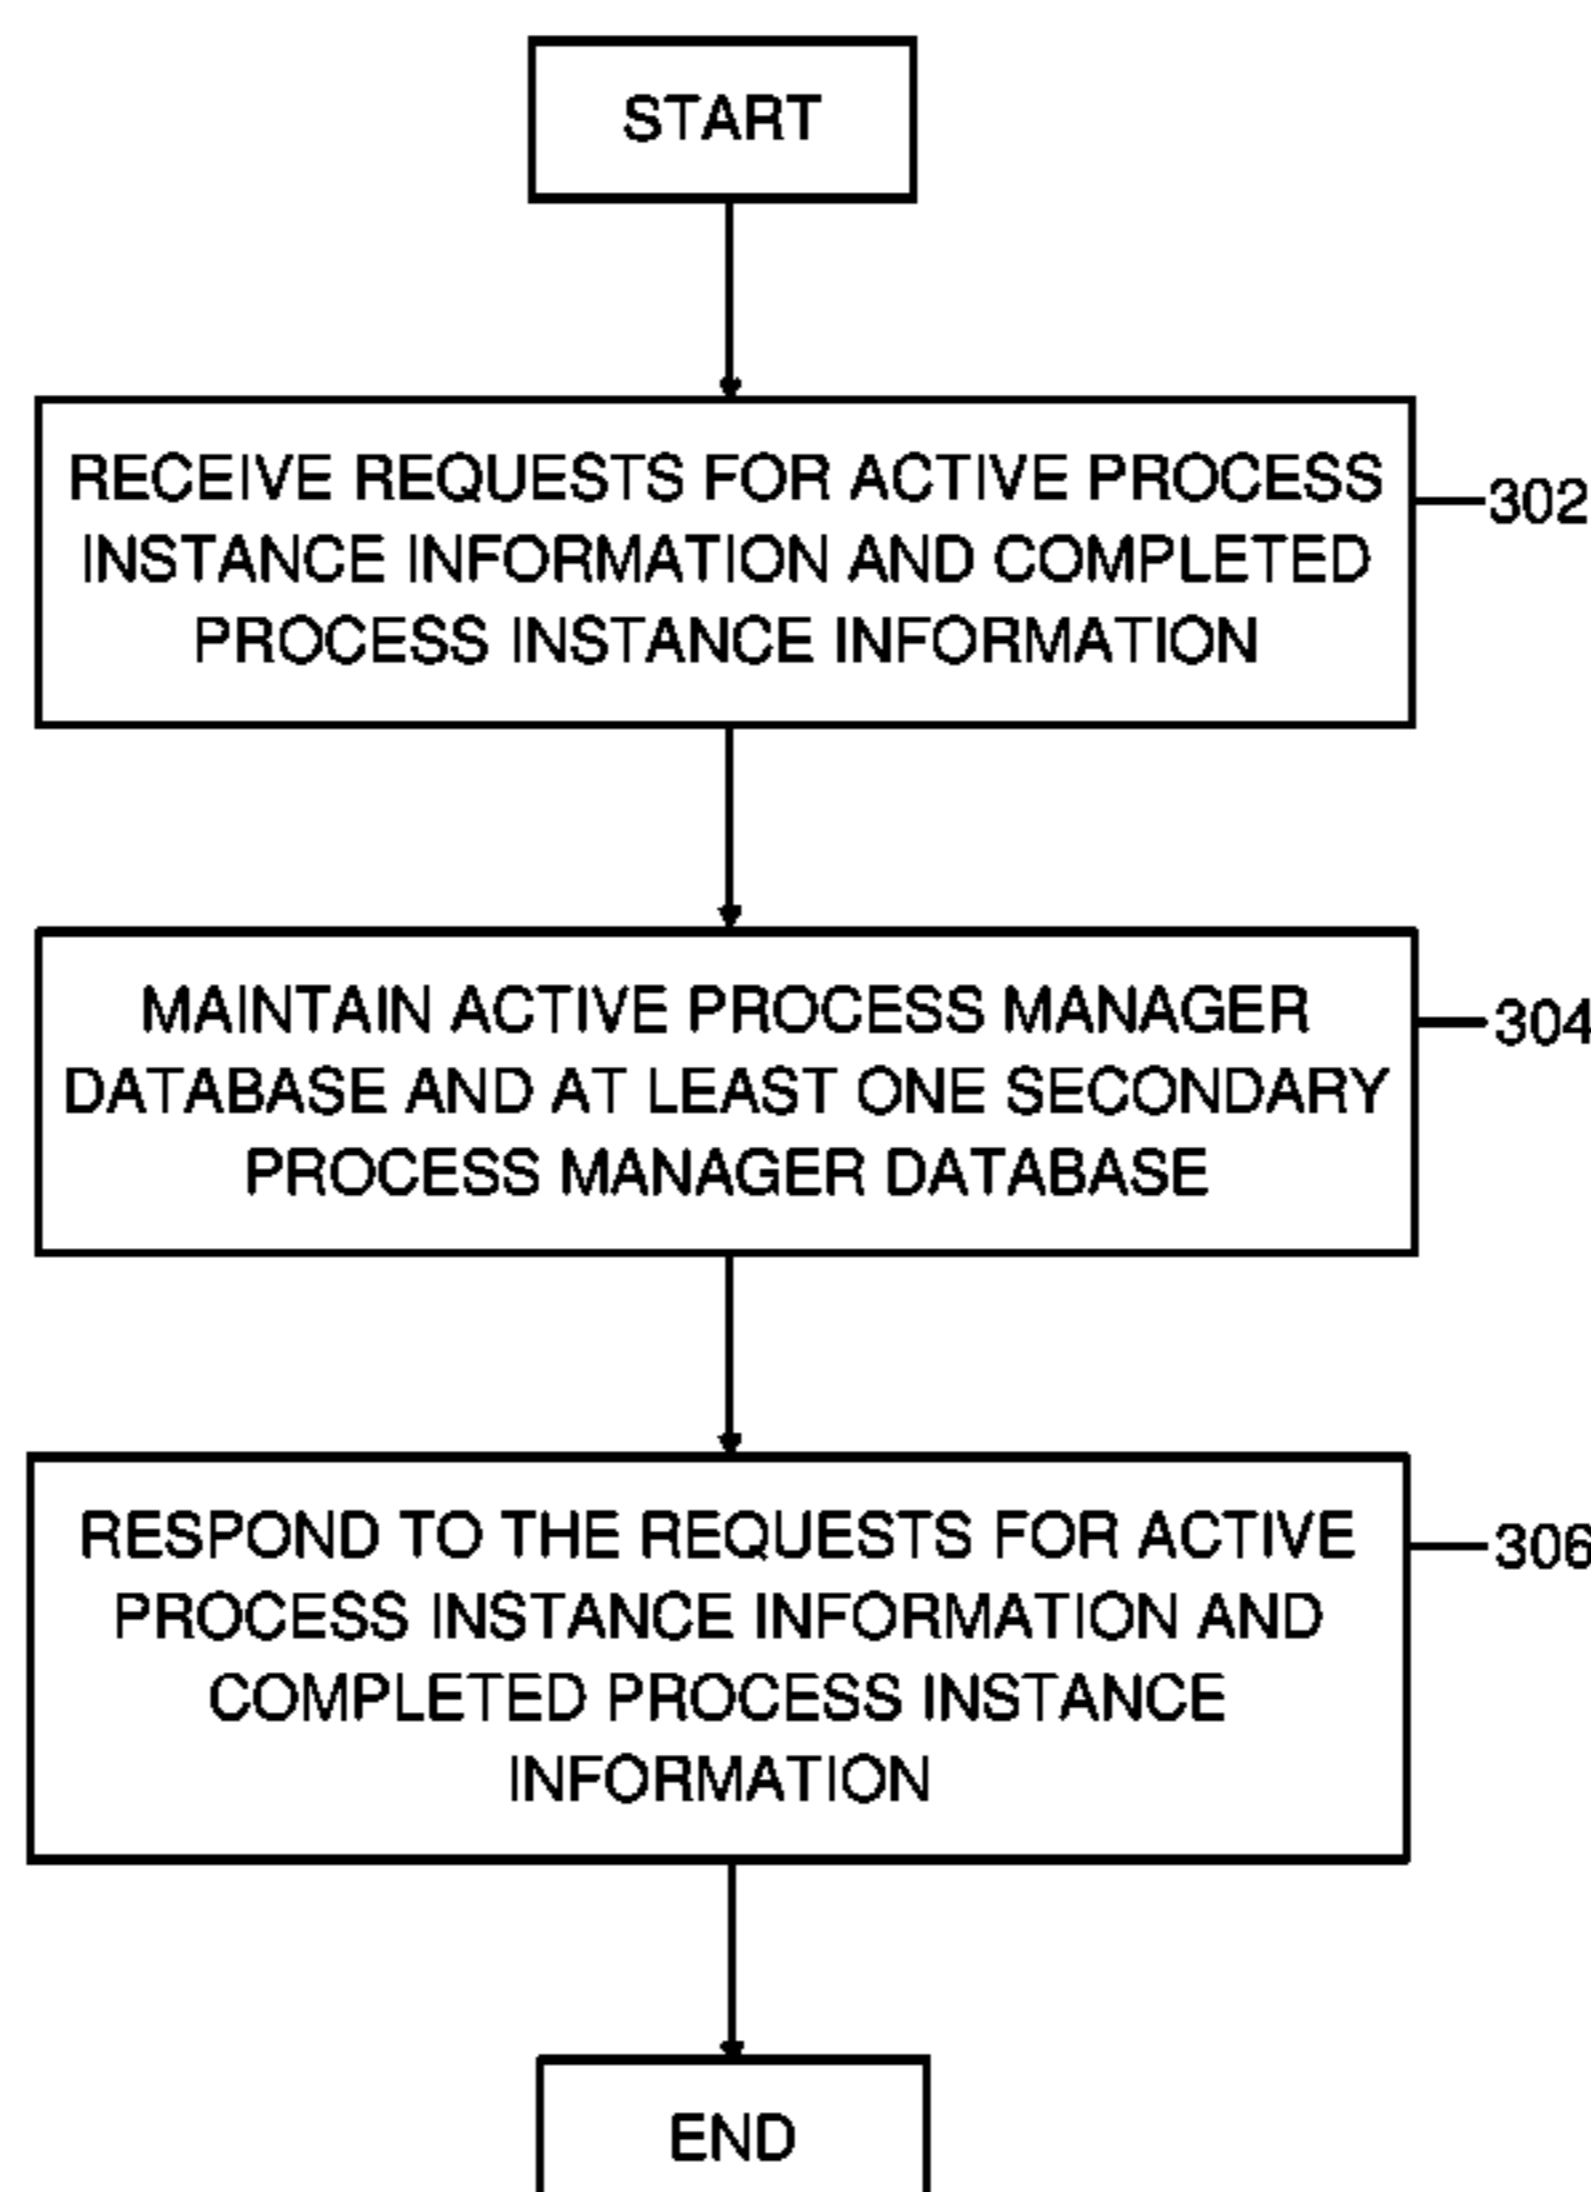 START
RECEIVE REQUESTS FOR ACTIVE PROCESS
INSTANCE INFORMATION AND COMPLETED
PROCESS INSTANCE INFORMATION
302
MAINTAIN ACTIVE PROCESS MANAGER
DATABASE AND AT LEAST ONE SECONDARY
PROCESS MANAGER DATABASE
304
RESPOND TO THE REQUESTS FOR ACTIVE
PROCESS INSTANCE INFORMATION AND
COMPLETED PROCESS INSTANCE
INFORMATION
306
END